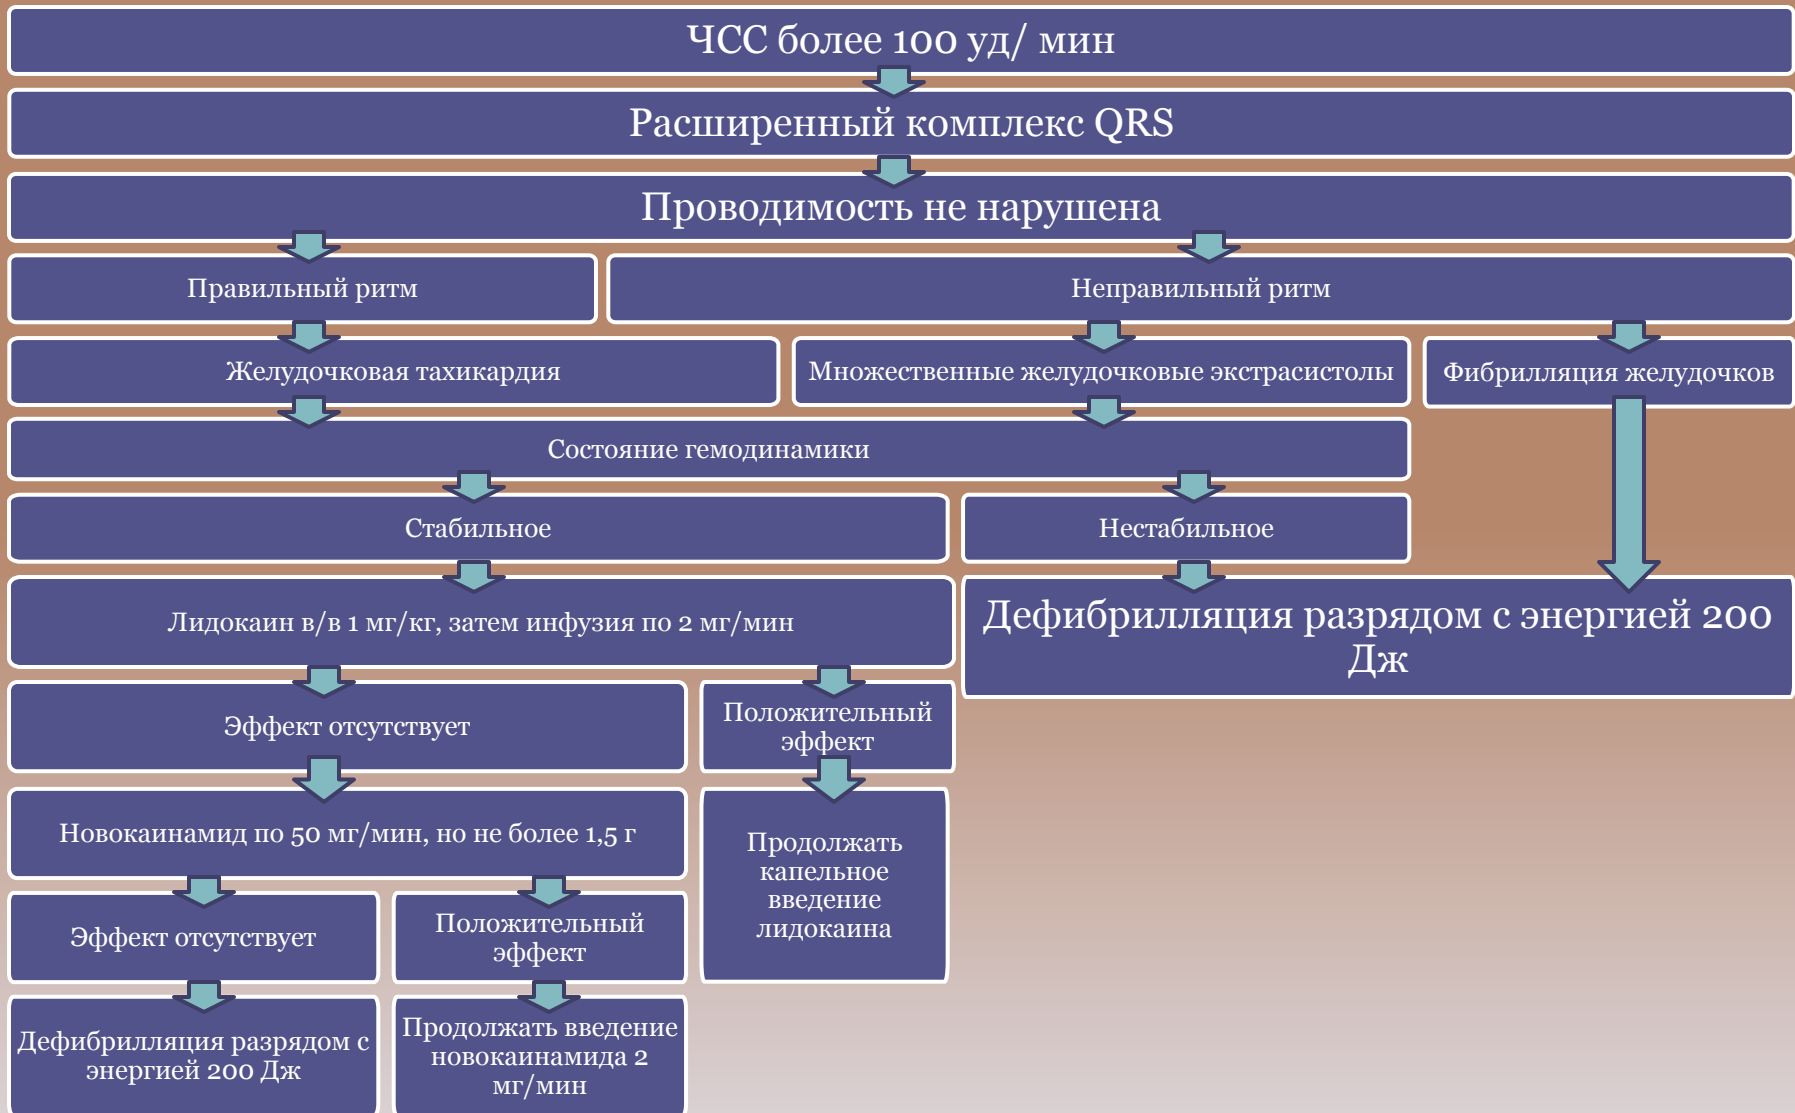 ЧСС более 100 уд/ мин
Расширенный комплекс QRS
Проводимость не нарушена
Правильный ритм
Неправильный ритм
Желудочковая тахикардия
Множественные желудочковые экстрасистолы
Фибрилляция желудочков
Состояние гемодинамики
Стабильное
Нестабильное
Лидокаин в/в 1 мг/кг, затем инфузия по 2 мг/мин
Дефибрилляция разрядом с энергией 200
Дж
Эффект отсутствует
Положительный
эффект
Новокаинамид по 50 мг/мин, но не более 1,5 г
Продолжать
капельное
введение
лидокаина
Эффект отсутствует
Положительный
эффект
Дефибрилляция разрядом с
энергией 200 Дж
Продолжать введение
новокаинамида 2
мг/мин